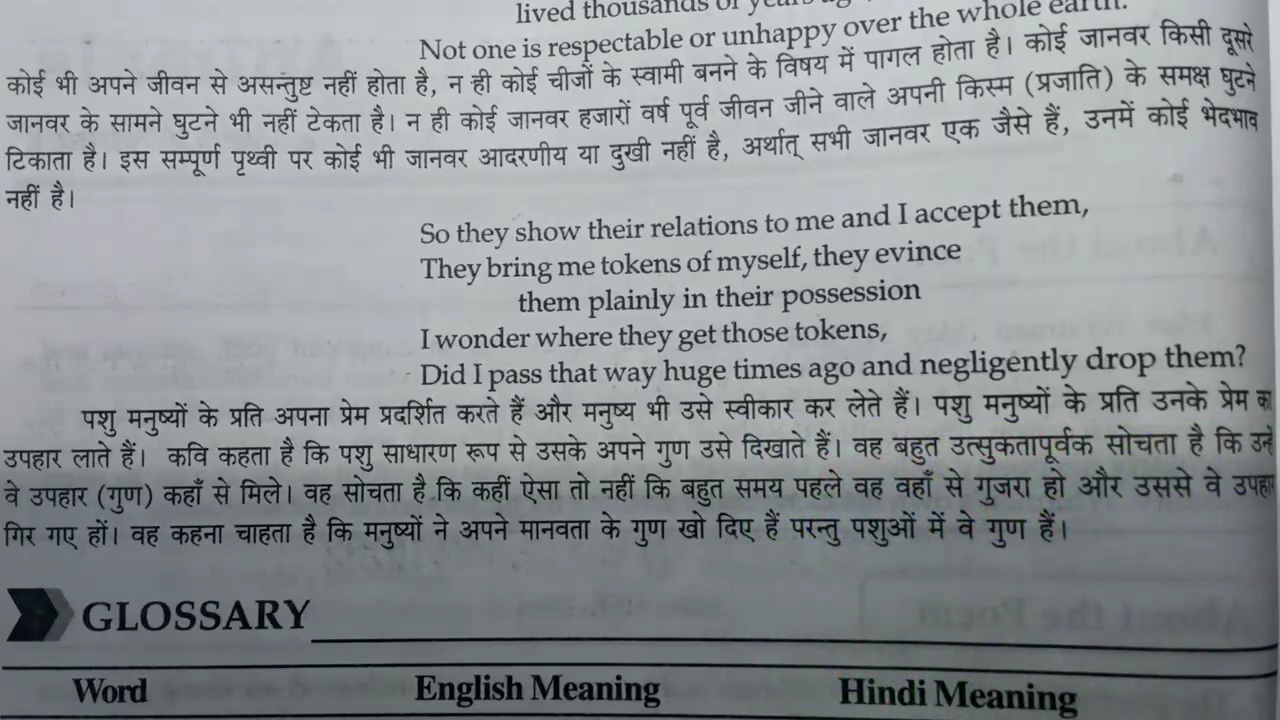 lived thousands of years
Not one is respectable or unhappy over the whole earth.
कोई भी अपने जीवन से असन्तुष्ट नहीं होता है, न ही कोई चीजों के स्वामी बनने के विषय में पागल होता है। कोई जानवर किसी दूसरे
जानवर के सामने घुटने भी नहीं टेकता है। न ही कोई जानवर हजारों वर्ष पूर्व जीवन जीने वाले अपनी किस्म (प्रजाति) के समक्ष घुटने
टिकाता है। इस सम्पूर्ण पृथ्वी पर कोई भी जानवर आदरणीय या दुखी नहीं है, अर्थात् सभी जानवर एक जैसे हैं, उनमें कोई भेदभाव
नहीं है।
So they show their relations to me and I accept them,
They bring me tokens of myself, they evince
them plainly in their possession
I wonder where they get those tokens,
Did I pass that way huge times ago and negligently drop them?
पशु मनुष्यों के प्रति अपना प्रेम प्रदर्शित करते हैं और मनुष्य भी उसे स्वीकार कर लेते हैं। पशु मनुष्यों के प्रति उनके प्रेम का
उपहार लाते हैं। कवि कहता है कि पशु साधारण रूप से उसके अपने गुण उसे दिखाते हैं। वह बहुत उत्सुकतापूर्वक सोचता है कि उन्हें
वे उपहार (गुण) कहाँ से मिले। वह सोचता है कि कहीं ऐसा तो नहीं कि बहुत समय पहले वह वहाँ से गुजरा हो और उससे वे उपहार
गिर गए हों। वह कहना चाहता है कि मनुष्यों ने अपने मानवता के गुण खो दिए हैं परन्तु पशुओं में वे गुण हैं।
GLOSSARY
Word English Meaning Hindi Meaning